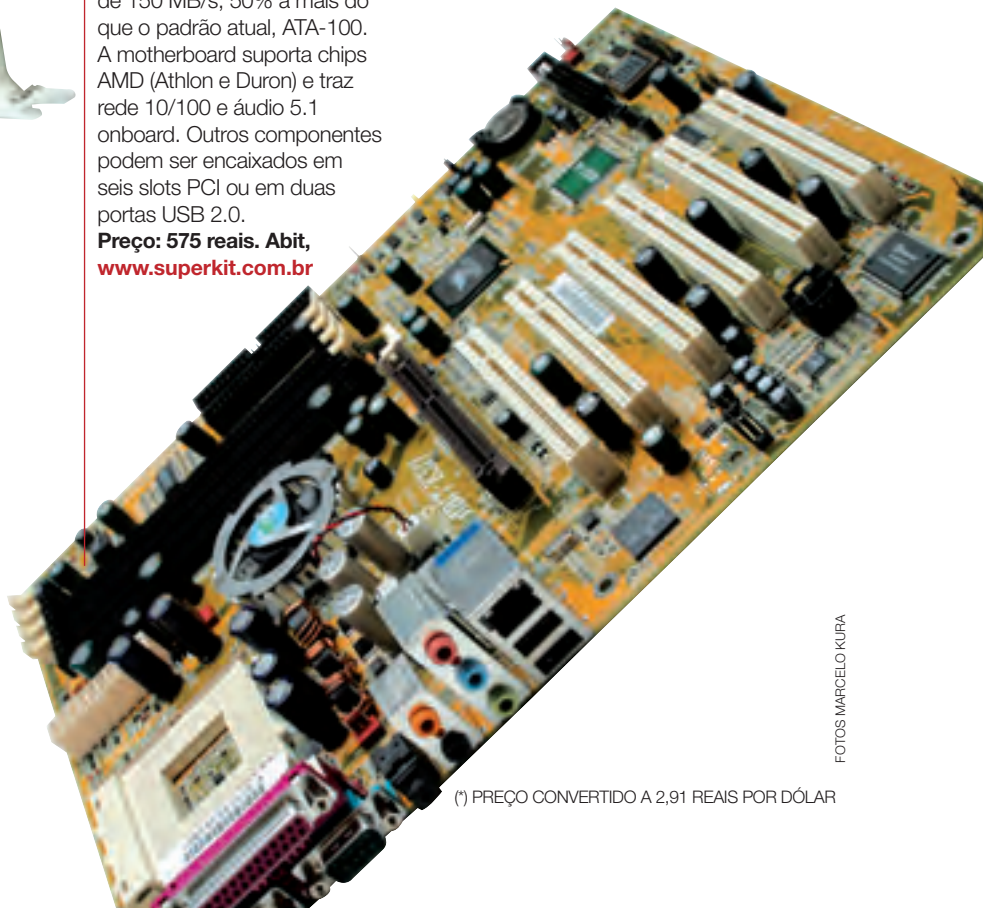 de 150 MB/s, 50% a mais do
que o padrão atual, ATA-100.
A motherboard suporta chips
AMD (Athlon e Duron) e traz
rede 10/100 e áudio 5.1
onboard. Outros componentes
podem ser encaixados em
seis slots PCI ou em duas
portas USB 2.0.
Preço: 575 reais. Abit,
www.superkit.com.br
FOTOS MARCELO KURA
(*) PREÇO CONVERTIDO A 2,91 REAIS POR DÓLAR